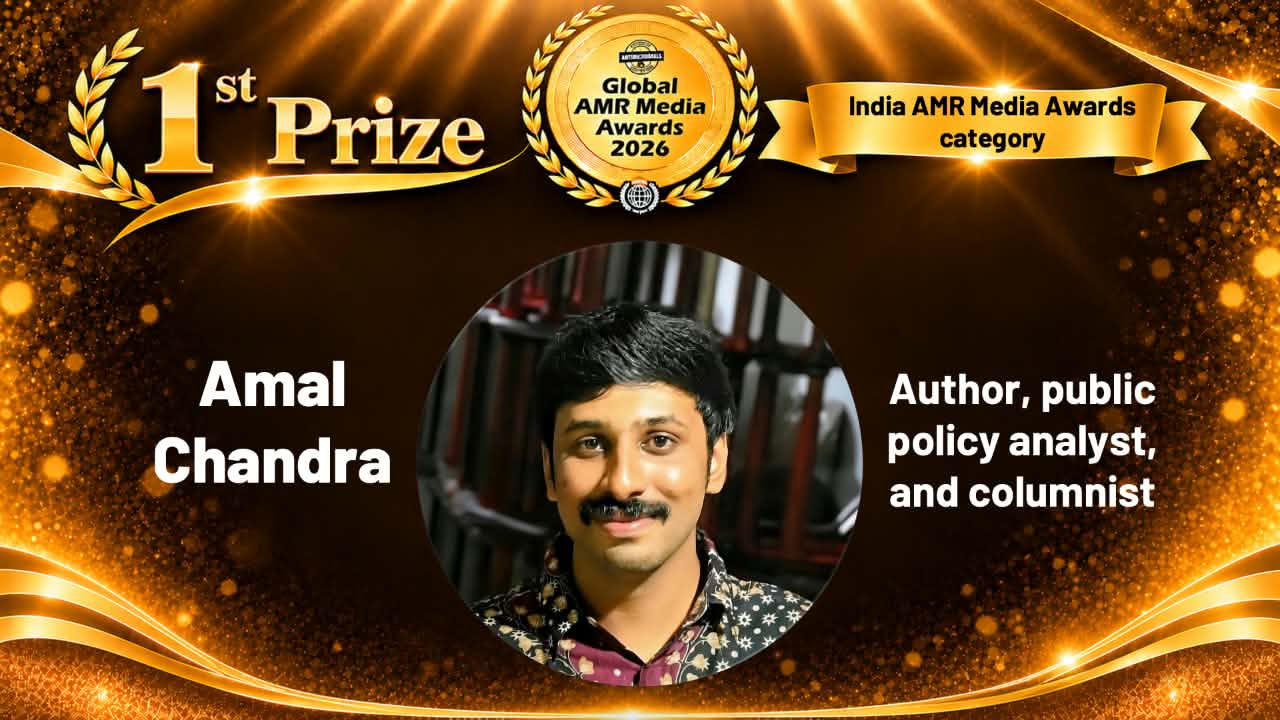 1st Prize
ANTIMICROBIALS
Global
AMR Media
Awards
2026
India AMR Media Awards
category
Amal
Chandra
Author, public
policy analyst,
and columnist